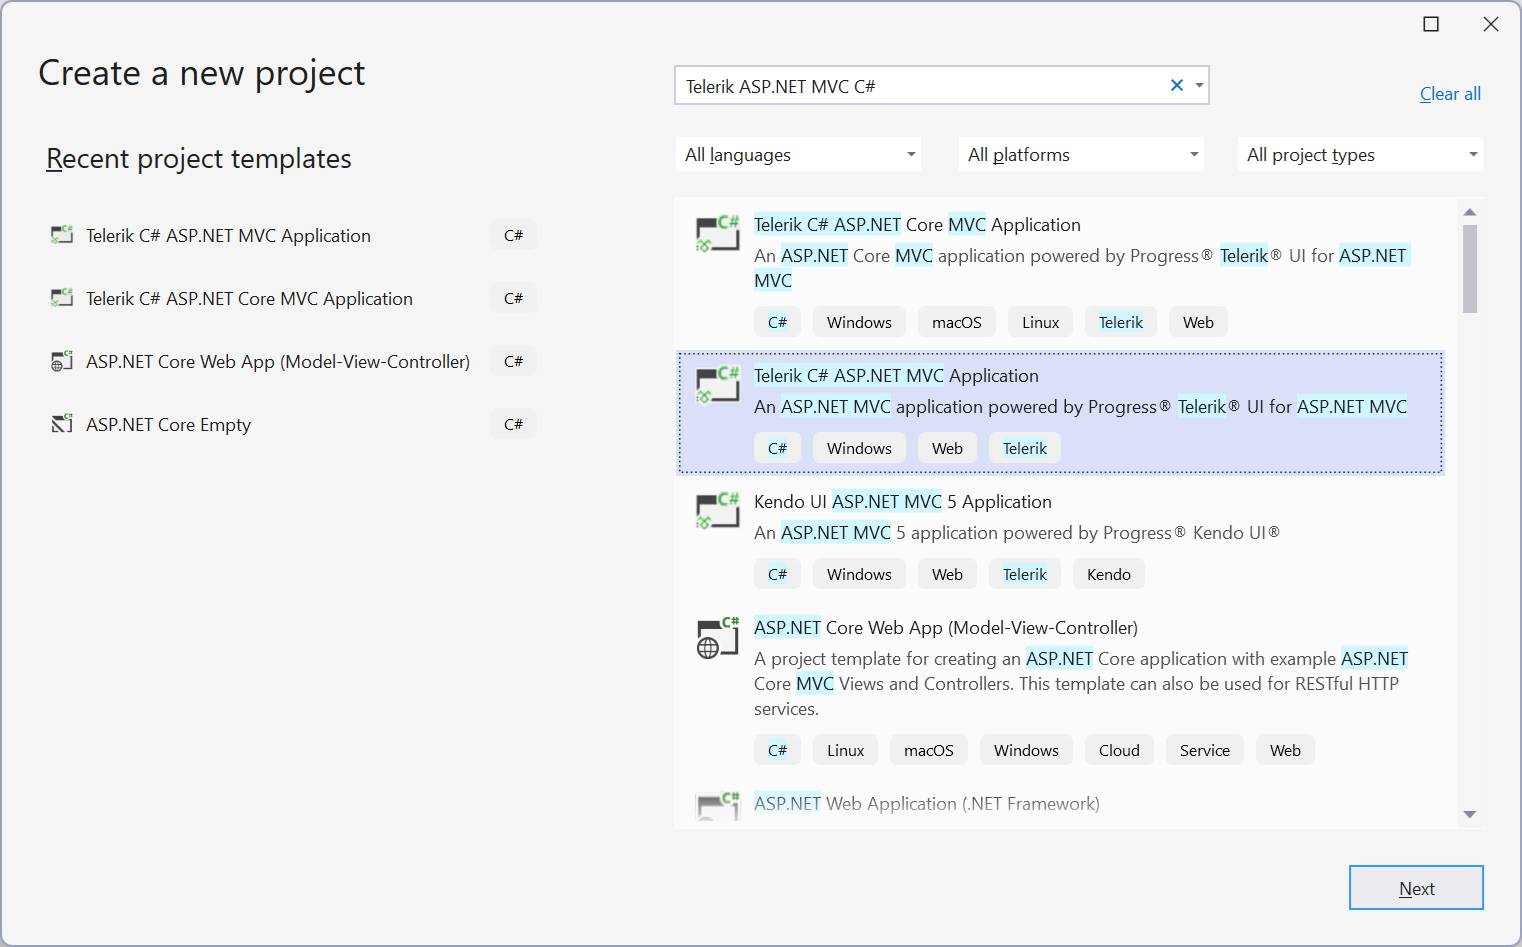 Create a new project
Recent project templates
Telerik C# ASP.NET MVC Application C#
Telerik C# ASP.NET Core MVC Application C#
ASP.NET Core Web App (Model-View-Controller) C#
ASP.NET Core Empty C#
Telerik ASP.NET MVC C#
Clear all
All languages All platforms All project types
C#
Telerik C# ASP.NET Core MVC Application
An ASP.NET Core MVC application powered by Progress® Telerik® UI for ASP.NET
MVC
C# Windows macOS Linux Telerik Web
C#
Telerik C# ASP.NET MVC Application
An ASP.NET MVC application powered by Progress® Telerik® UI for ASP.NET MVC
C# Windows Web Telerik
C#
Kendo UI ASP.NET MVC 5 Application
An ASP.NET MVC 5 application powered by Progress® Kendo UI®
C# Windows Web Telerik Kendo
C#
ASP.NET Core Web App (Model-View-Controller)
A project template for creating an ASP.NET Core application with example ASP.NET
Core MVC Views and Controllers. This template can also be used for RESTful HTTP
services.
C# Linux macOS Windows Cloud Service Web
C#
ASP.NET Web Application (.NET Framework)
Next